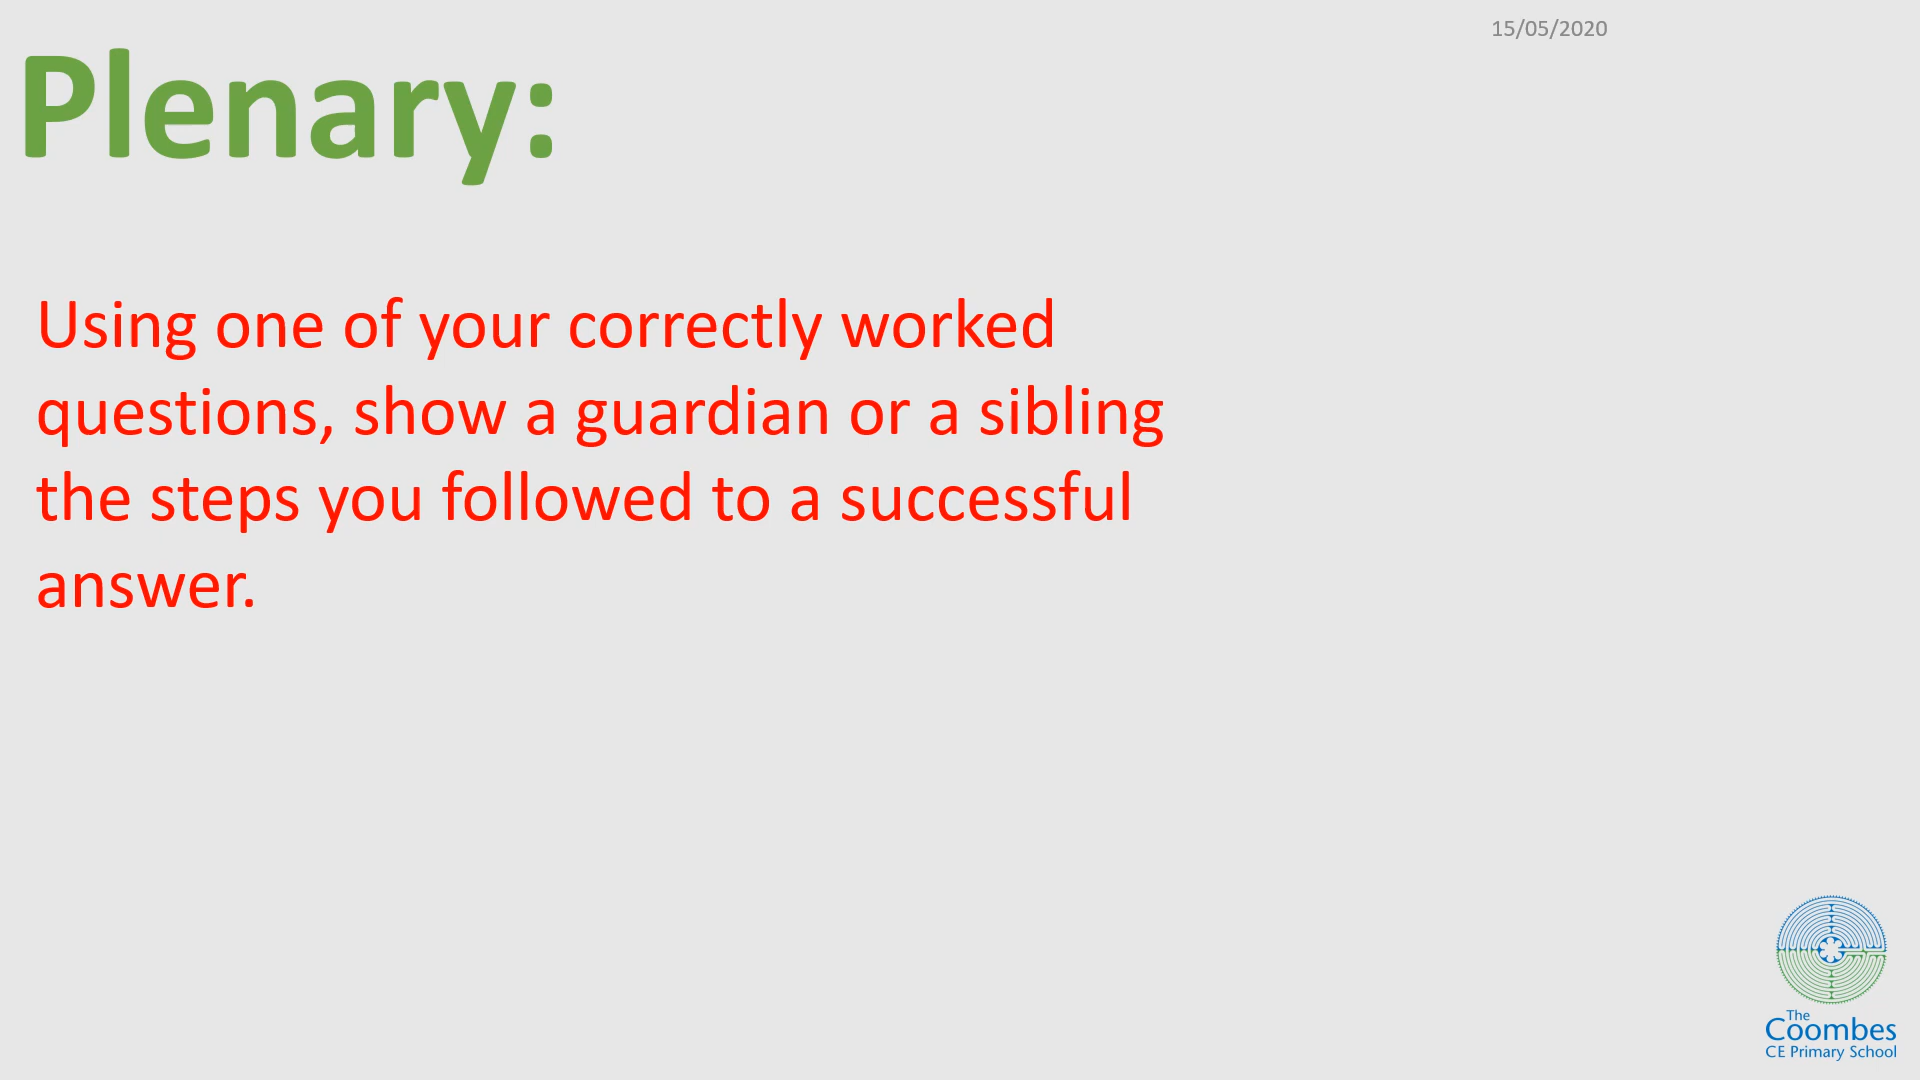 15/05/2020
Plenary:
Using one of your correctly worked
questions, show a guardian or a sibling
the steps you followed to a successful
answer.
The
Coombes
CE Primary School